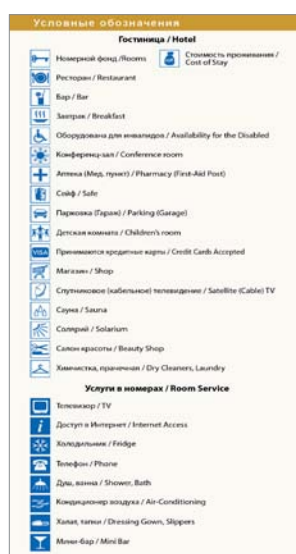 Условные обозначения
Гостиница / Hotel
Номерной фонд /Rooms
Стоимость проживания /
Cost of Stay
Ресторан / Restaurant
Бар / Bar
Завтрак / Breakfast
Оборудована для инвалидов / Availability for the Disabled
Конференц-зал / Conference room
Аптека (Мед. пункт) / Pharmacy (First-Aid Post)
Сейф / Safe
Парковка (Гараж) / Parking (Garage)
Детская комната / Children's room
VISA
Принимаются кредитные карты / Credit Cards Accepted
Магазин / Shop
Спутниковое (кабельное) телевидение / Satellite (Cable) TV
Сауна / Sauna
Солярий / Solarium
Салон красоты / Beauty Shop
Химчистка, прачечная / Dry Cleaners, Laundry
Услуги в номерах / Room Service
Телевизор / TV
i
Доступ в Интернет / Internet Access
Холодильник / Fridge
Телефон / Phone
Душ, ванна / Shower, Bath
Кондиционер воздуха / Air-Conditioning
Халат, тапки / Dressing Gown, Slippers
Мини-бар / Mini Bar